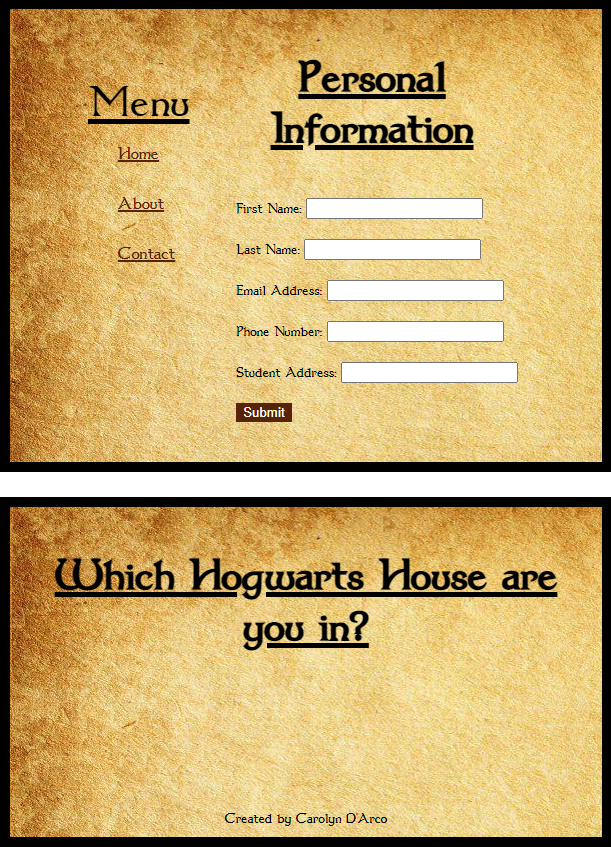 Menu
Home
About
Contact
Personal
Information
First Name:
Last Name:
Email Address:
Phone Number:
Student Address:
Submit
Which Hogwarts House are
you in?
Created by Carolyn D'Arco